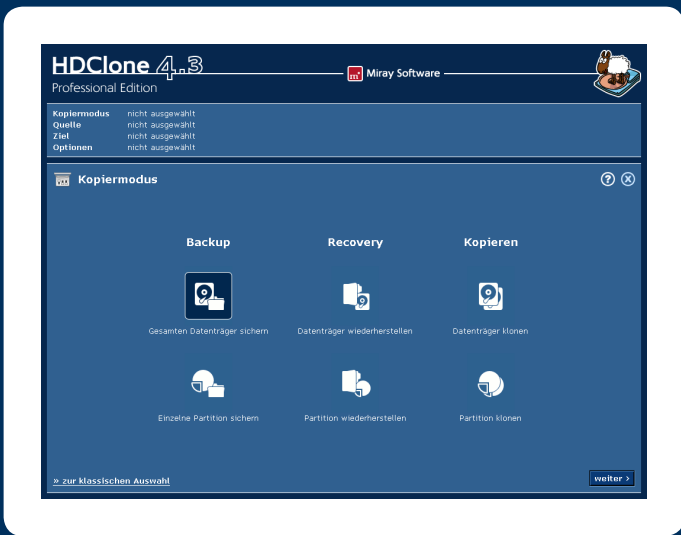 HDClone 4.3
Professional Edition
m
Miray Software
Kopiermodus nicht ausgewählt
Quelle nicht ausgewählt
Ziel nicht ausgewählt
Optionen nicht ausgewählt
Kopiermodus
? X
Backup Recovery Kopieren
Gesamten Datenträger sichern Datenträger wiederherstellen Datenträger klonen
Einzelne Partition sichern Partition wiederherstellen Partition klonen
» zur klassischen Auswahl
weiter >